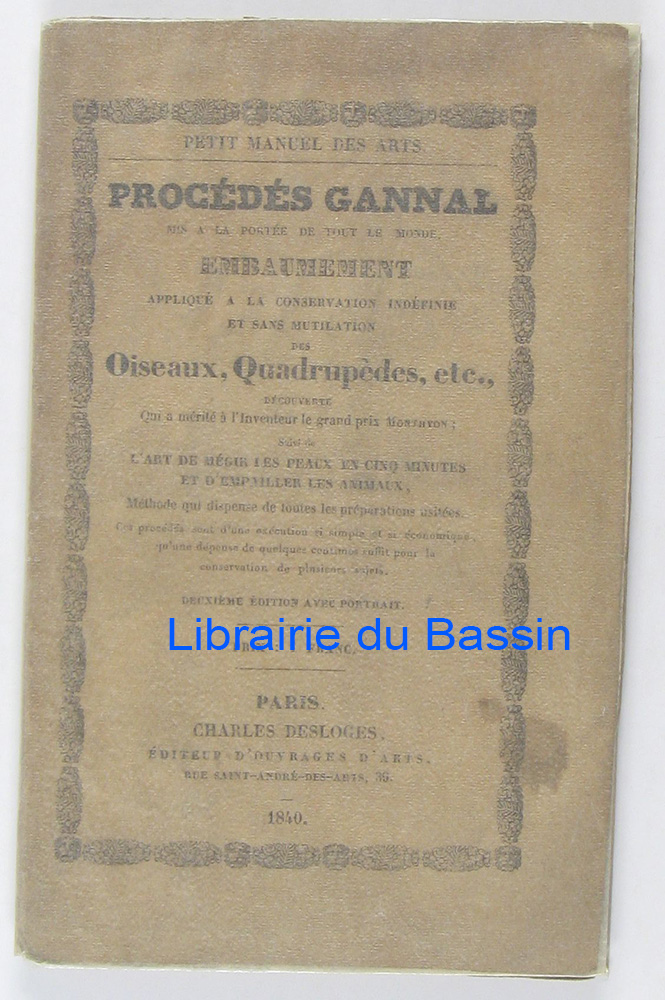 PETIT MANUEL DES ARTS.
PROCÉDÉS GANNAL
MIS A LA PORTÉE DE TOUT LE MONDE,
EMBAUMEMENT
APPLIQUÉ A LA CONSERVATION INDÉFINIE
ET SANS MUTILATION
DES
Oiseaux, Quadrupèdes, etc.,
DÉCOUVERTE
Qui a mérité à l'Inventeur le grand prix MONTHYON;
Suivi de
L'ART DE MÉGIR LES PEAUX EN CINQ MINUTES
ET D'EMPAILLER LES ANIMAUX,
Méthode qui dispense de toutes les préparations usitées.
Ces procédés sont d'une exécution si simple et si économique,
qu'une dépense de quelques centimes suffit pour la
conservation de plusieurs sujets.
DEUXIÈME ÉDITION AVEC PORTRAIT.
Librairie du Bassin
FRANC.
PARIS.
CHARLES DESLOGES,
ÉDITEUR D'OUVRAGES D'ARTS,
RUE SAINT-ANDRÉ-DES-ARTS, 36.
1840.